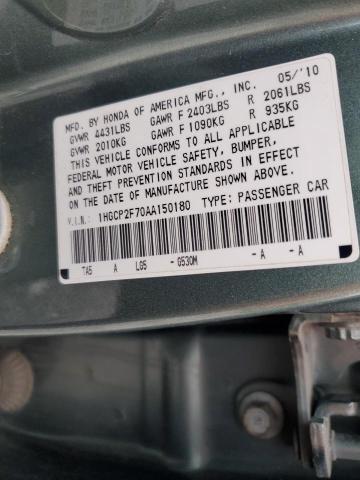 MFD. BY HONDA OF AMERICA MFG., INC. 05/'10
GVWR 4431LBS GAWR F 2403LBS R 2061LBS
GVWR 2010KG GAWR F 1090KG R 935KG
THIS VEHICLE CONFORMS TO ALL APPLICABLE
FEDERAL MOTOR VEHICLE SAFETY, BUMPER,
AND THEFT PREVENTION STANDARDS IN EFFECT
ON THE DATE OF MANUFACTURE SHOWN ABOVE.
V.I.N.: 1HGCP2F70AA150180 TYPE: PASSENGER CAR
TA5 A LG5 - G530M - A - A